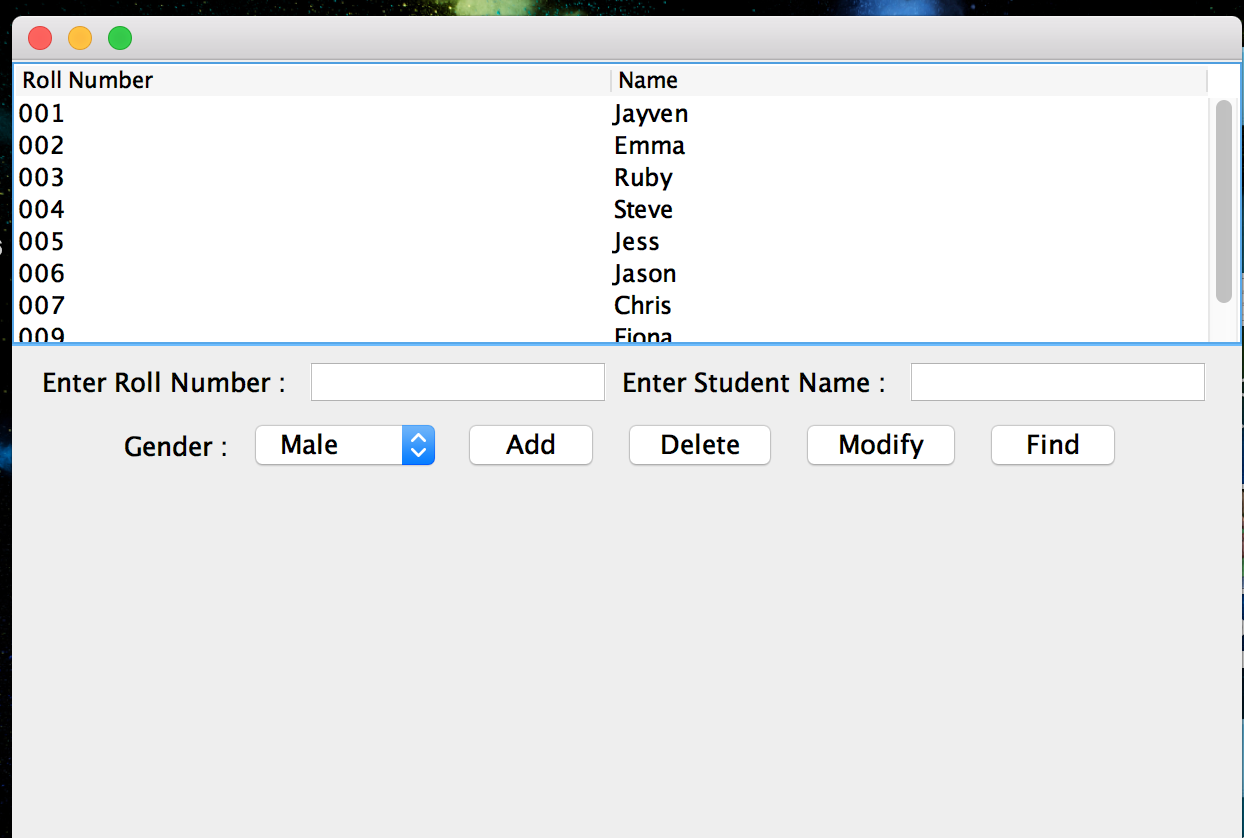 Roll Number Name
001 Jayven
002 Emma
003 Ruby
004 Steve
005 Jess
006 Jason
007 Chris
009 Fiona
Enter Roll Number : Enter Student Name :
Gender : Male Add Delete Modify Find